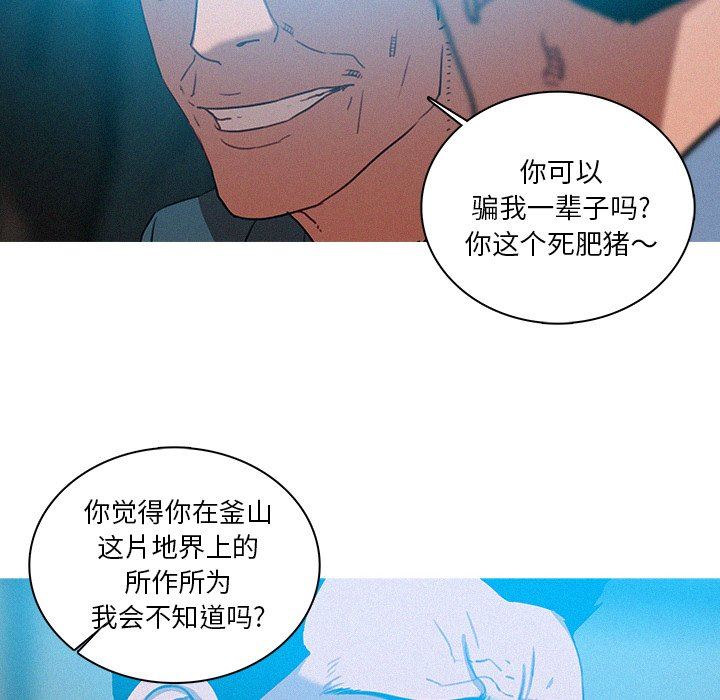 你可以
骗我一辈子吗?
你这个死肥猪～
你觉得你在釜山
这片地界上的
所作所为
我会不知道吗?